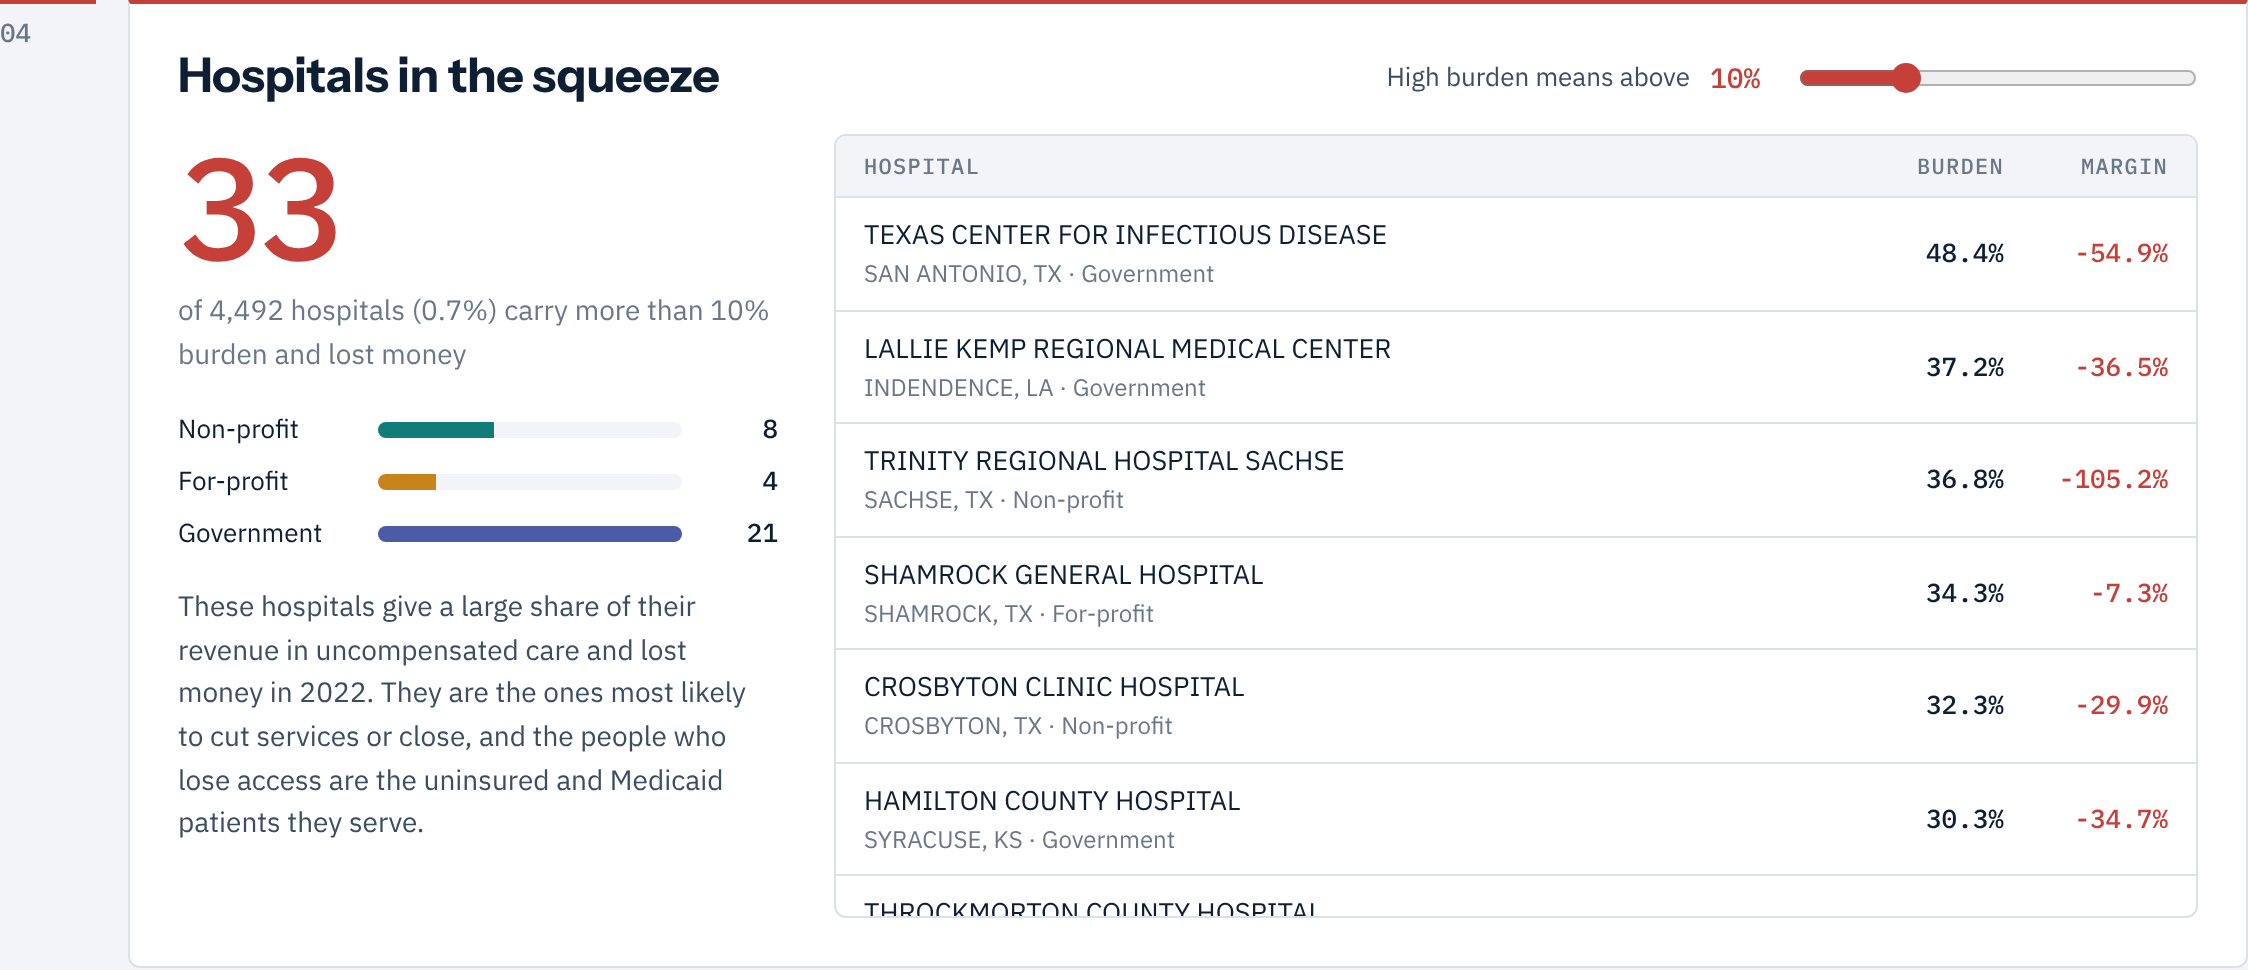 04
Hospitals in the squeeze
High burden means above 10%
33
of 4,492 hospitals (0.7%) carry more than 10%
burden and lost money
Non-profit 8
For-profit 4
Government 21
These hospitals give a large share of their
revenue in uncompensated care and lost
money in 2022. They are the ones most likely
to cut services or close, and the people who
lose access are the uninsured and Medicaid
patients they serve.
HOSPITAL BURDEN MARGIN
TEXAS CENTER FOR INFECTIOUS DISEASE
SAN ANTONIO, TX · Government
48.4% -54.9%
LALLIE KEMP REGIONAL MEDICAL CENTER
INDENDENCE, LA · Government
37.2% -36.5%
TRINITY REGIONAL HOSPITAL SACHSE
SACHSE, TX · Non-profit
36.8% -105.2%
SHAMROCK GENERAL HOSPITAL
SHAMROCK, TX · For-profit
34.3% -7.3%
CROSBYTON CLINIC HOSPITAL
CROSBYTON, TX · Non-profit
32.3% -29.9%
HAMILTON COUNTY HOSPITAL
SYRACUSE, KS · Government
30.3% -34.7%
THROCKMORTON COUNTY HOSPITAL